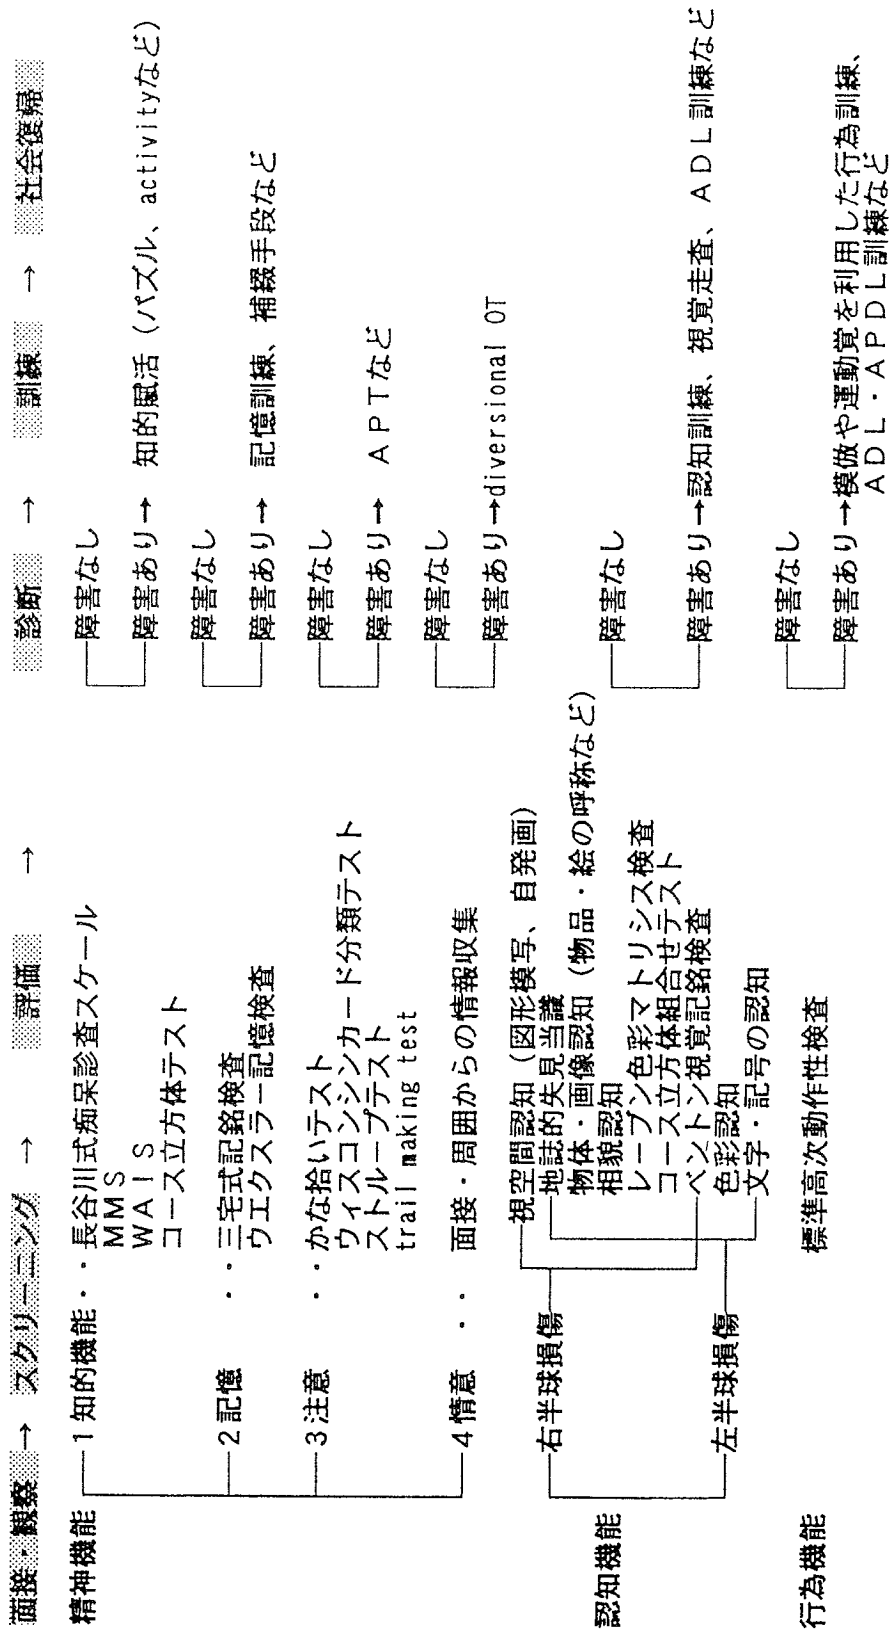 面接・観察 → スクリーニング → 評価 → 診断 → 訓練 → 社会復帰
精神機能
1 知的機能・・長谷川式痴呆診査スケール
MMS
WAIS
コース立方体テスト
障害なし
障害あり→ 知的賦活（パズル、activityなど）
2 記憶 ・・三宅式記銘検査
ウエクスラー記憶検査
障害なし
障害あり→ 記憶訓練、補綴手段など
3 注意 ・・かな拾いテスト
ウィスコンシンカード分類テスト
ストループテスト
trail making test
障害なし
障害あり→ APTなど
4 情意 ・・ 面接・周囲からの情報収集
障害なし
障害あり→diversional OT
認知機能
右半球損傷
左半球損傷
視空間認知（図形模写、自発画）
地誌的失見当識
物体・画像認知（物品・絵の呼称など）
相貌認知
レーブン色彩マトリシス検査
コース立方体組合せテスト
ベントン視覚記銘検査
色彩認知
文字・記号の認知
障害なし
障害あり→認知訓練、視覚走査、ADL訓練など
行為機能
標準高次動作性検査
障害なし
障害あり→模倣や運動覚を利用した行為訓練、
ADL・APDL訓練など